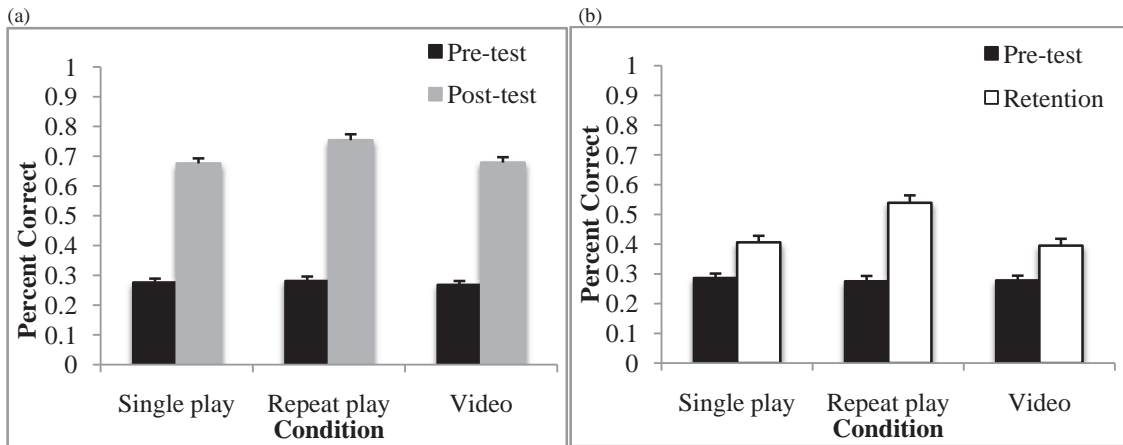 (a)
Pre-test
Post-test
1
0.9
0.8
0.7
0.6
0.5
0.4
0.3
0.2
0.1
0
Percent Correct
Single play
Repeat play
Video
Condition
(b)
Pre-test
Retention
1
0.9
0.8
0.7
0.6
0.5
0.4
0.3
0.2
0.1
0
Percent Correct
Single play
Repeat play
Video
Condition